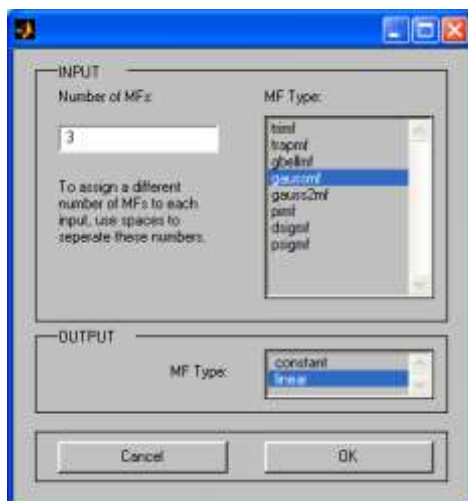 INPUT
Number of MFs:
3
To assign a different
number of MFs to each
input, use spaces to
seperate these numbers.
MF Type:
trimf
trapmf
gbellmf
gaussmf
gauss2mf
pimf
dsigmf
psigmf
OUTPUT
MF Type:
constant
linear
Cancel
OK